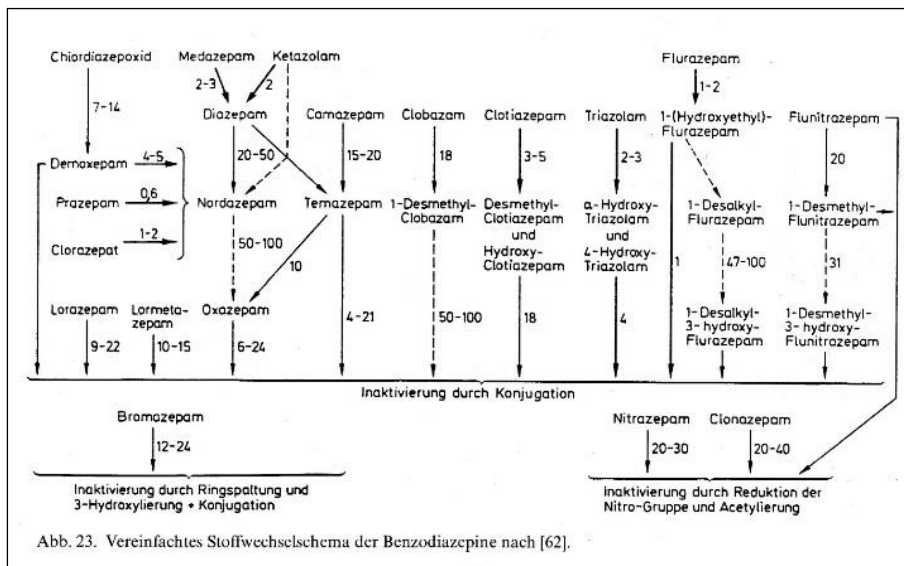 Chlordiazepoxid Medazepam Ketazolam Flurazepam
7-14 2-3 2 1-2
Diazepam Camazepam Clobazam Clotiazepam Triazolam 1-(Hydroxyethyl)-
Flurazepam Flunitrazepam
Demoxepam 4-5 20-50 15-20 18 3-5 2-3 20
Prazepam 0,6 Nordazepam Temazepam 1-Desmethyl-
Clobazam Desmethyl-
Clotiazepam
und
Hydroxy-
Clotiazepam α-Hydroxy-
Triazolam
und
4-Hydroxy-
Triazolam 1-Desalkyl-
Flurazepam 1-Desmethyl-
Flunitrazepam
Clorazepat 1-2 50-100 10 1 47-100 31
Lorazepam Lormeta-
zepam Oxazepam 1-Desalkyl-
3-hydroxy-
Flurazepam 1-Desmethyl-
3-hydroxy-
Flunitrazepam
9-22 10-15 6-24 4-21 50-100 18 4
Inaktivierung durch Konjugation
Bromazepam Nitrazepam Clonazepam
12-24 20-30 20-40
Inaktivierung durch Ringspaltung und
3-Hydroxylierung + Konjugation
Inaktivierung durch Reduktion der
Nitro-Gruppe und Acetylierung
Abb. 23. Vereinfachtes Stoffwechselschema der Benzodiazepine nach [62].